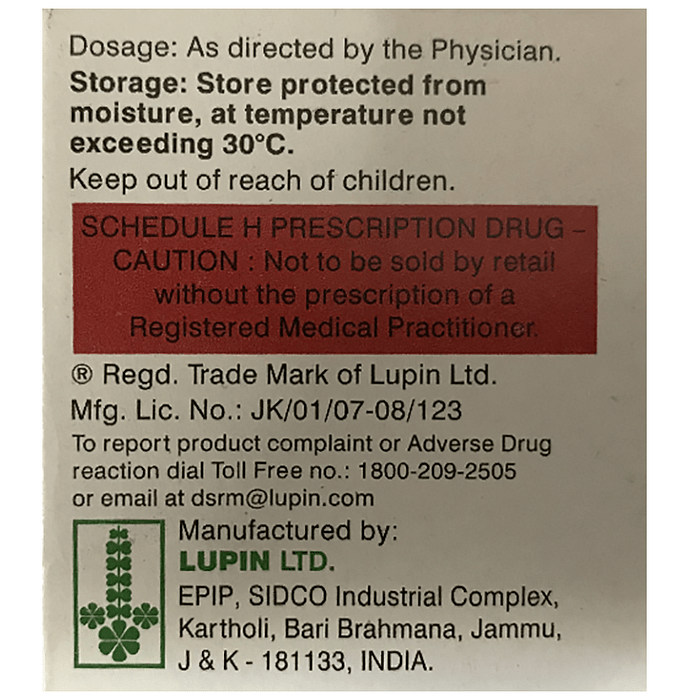 Dosage: As directed by the Physician.
Storage: Store protected from
moisture, at temperature not
exceeding 30°C.
Keep out of reach of children.
SCHEDULE H PRESCRIPTION DRUG –
CAUTION : Not to be sold by retail
without the prescription of a
Registered Medical Practitioner.
® Regd. Trade Mark of Lupin Ltd.
Mfg. Lic. No.: JK/01/07-08/123
To report product complaint or Adverse Drug
reaction dial Toll Free no.: 1800-209-2505
or email at dsrm@lupin.com
Manufactured by:
LUPIN LTD.
EPIP, SIDCO Industrial Complex,
Kartholi, Bari Brahmana, Jammu,
J & K - 181133, INDIA.